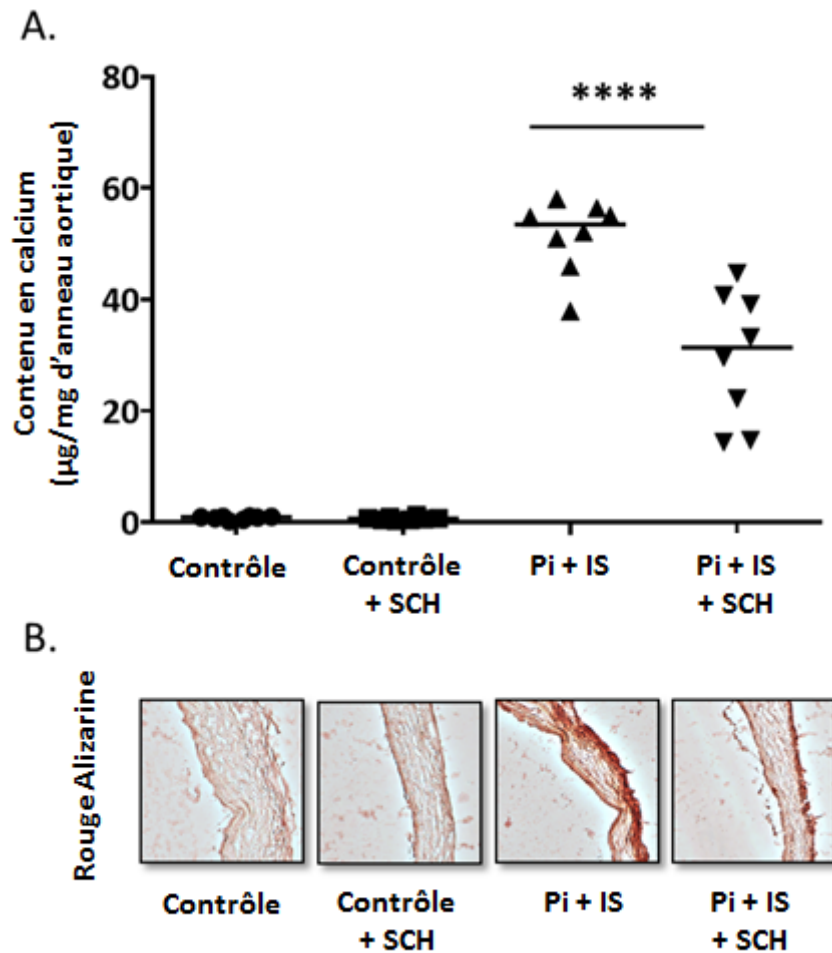 A.
Contenu en calcium
(µg/mg d'anneau aortique)
80
60
40
20
0
****
Contrôle
Contrôle
+ SCH
Pi + IS
Pi + IS
+ SCH
B.
Rouge Alizarine
Contrôle
Contrôle
+ SCH
Pi + IS
Pi + IS
+ SCH